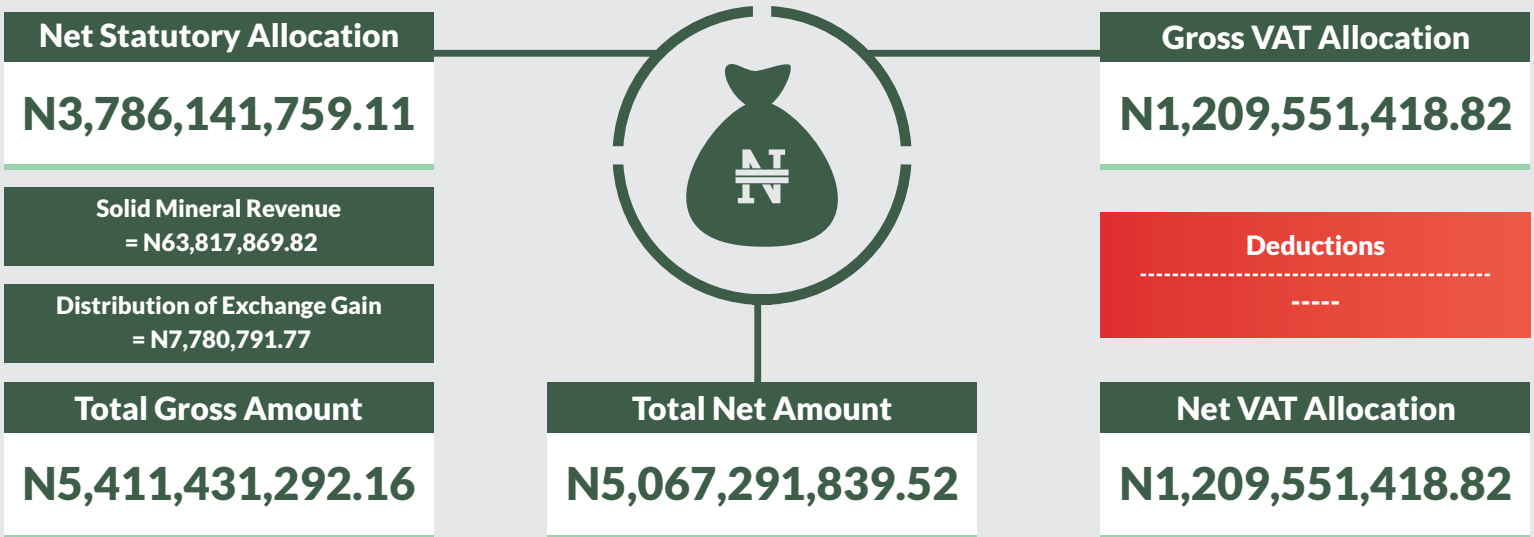 Net Statutory Allocation
N3,786,141,759.11
Solid Mineral Revenue
= N63,817,869.82
Distribution of Exchange Gain
= N7,780,791.77
Total Gross Amount
N5,411,431,292.16
₦
Total Net Amount
N5,067,291,839.52
Gross VAT Allocation
N1,209,551,418.82
Deductions
--------------------------------------------
-----
Net VAT Allocation
N1,209,551,418.82